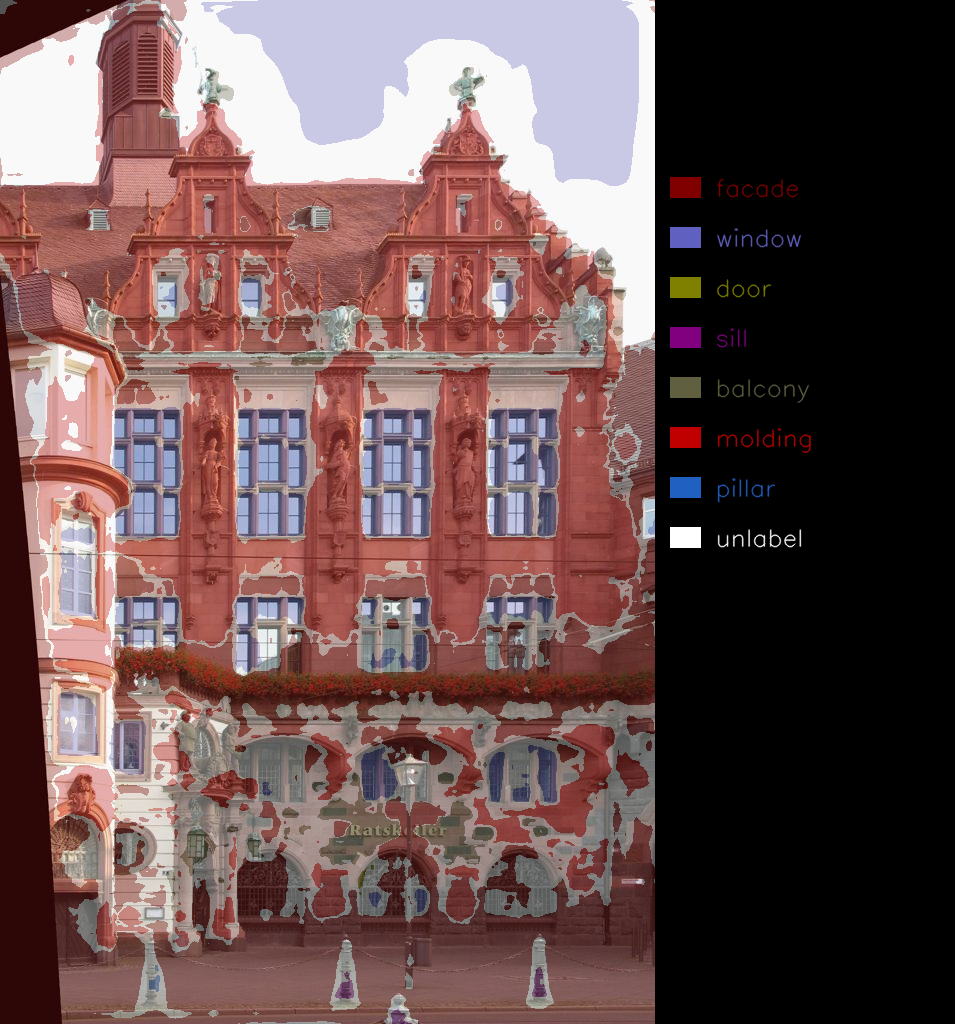 facade
window
door
sill
balcony
molding
pillar
unlabel
Ratskeller